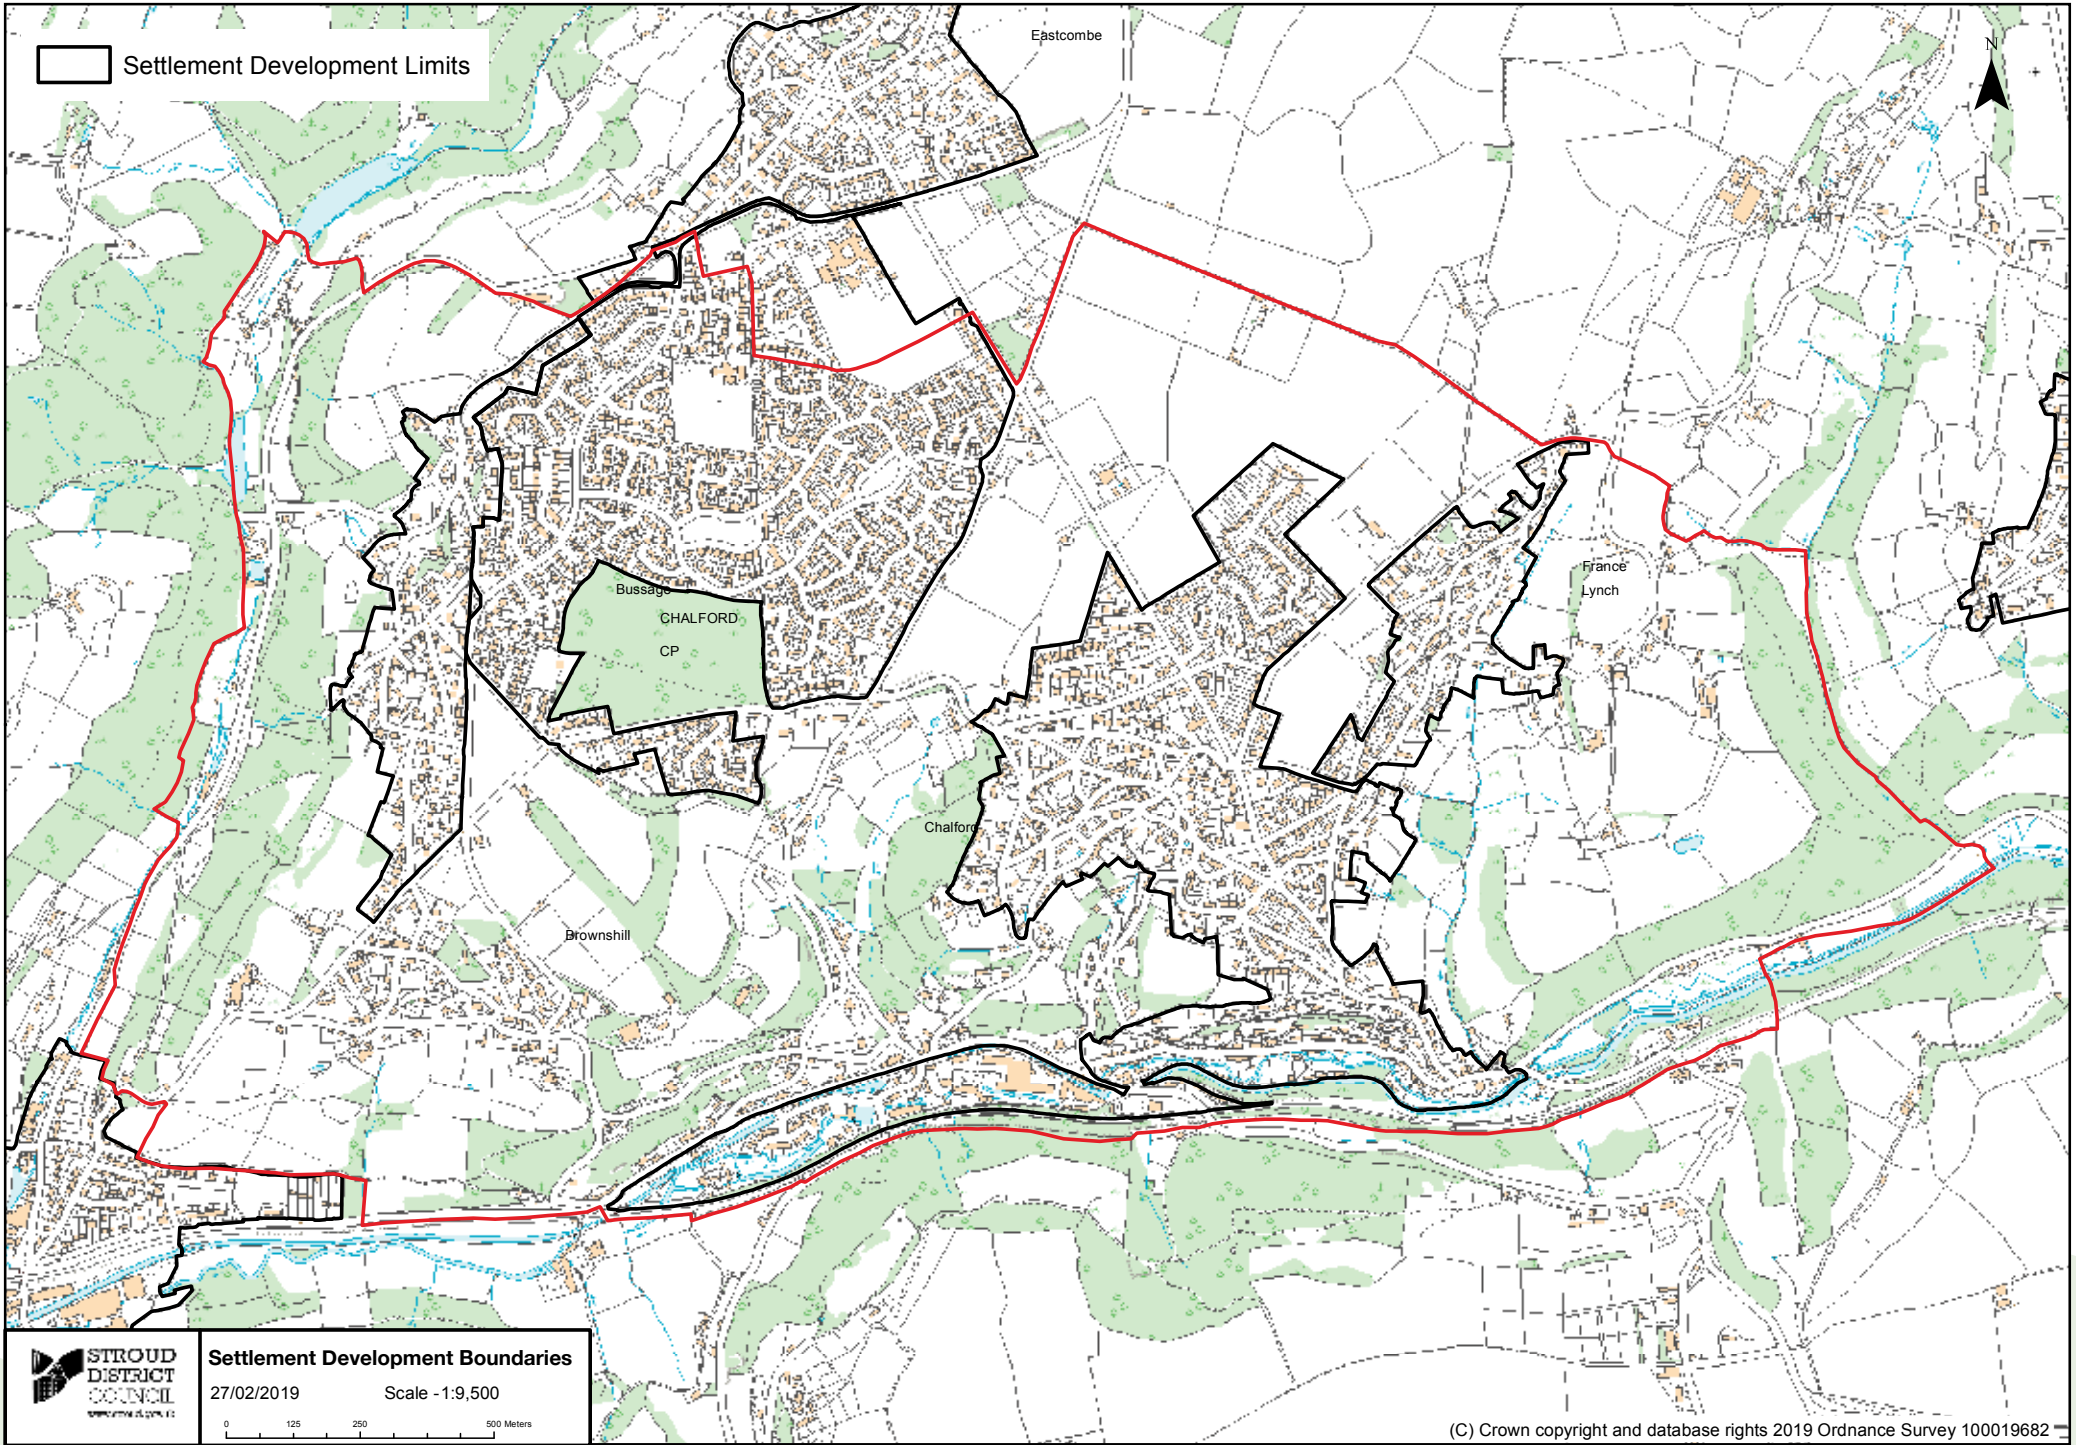 Settlement Development Limits
Eastcombe
N
Bussage
CHALFORD
CP
France
Lynch
Chalford
Brownshill
STROUD
DISTRICT
COUNCIL
Settlement Development Boundaries
27/02/2019 Scale -1:9,500
0 125 250 500 Meters
(C) Crown copyright and database rights 2019 Ordnance Survey 100019682